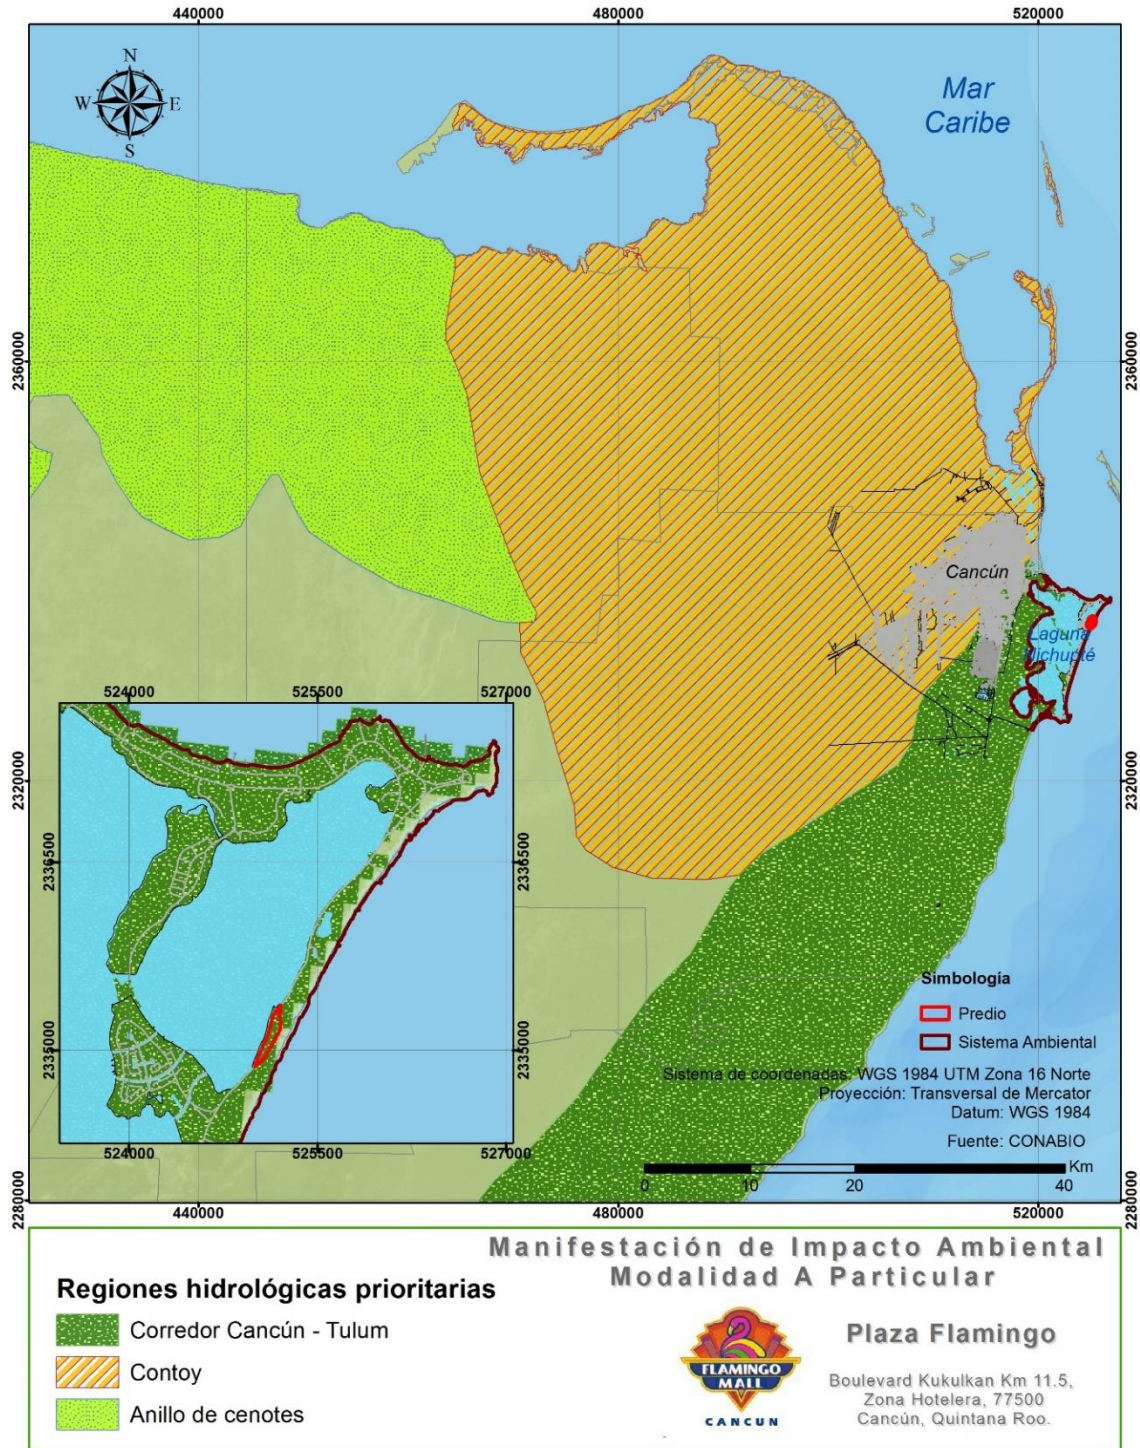 440000
480000
520000
N
W
E
S
Mar
Caribe
2360000
2360000
Cancún
Laguna
Nichupté
524000
525500
527000
2320000
2320000
2336500
2336500
2335000
2335000
524000
525500
527000
Simbología
Predio
Sistema Ambiental
Sistema de coordenadas: WGS 1984 UTM Zona 16 Norte
Proyección: Transversal de Mercator
Datum: WGS 1984
Fuente: CONABIO
Km
0
10
20
40
2280000
2280000
440000
480000
520000
Manifestación de Impacto Ambiental
Modalidad A Particular
Regiones hidrológicas prioritarias
Corredor Cancún - Tulum
Contoy
Anillo de cenotes
FLAMINGO
MALL
CANCUN
Plaza Flamingo
Boulevard Kukulkan Km 11.5,
Zona Hotelera, 77500
Cancún, Quintana Roo.